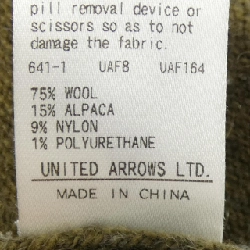 pill removal device or
scissors so as to not
damage the fabric.
641-1 UAF8 UAF164
75% WOOL
15% ALPACA
9% NYLON
1% POLYURETHANE
UNITED ARROWS LTD.
MADE IN CHINA